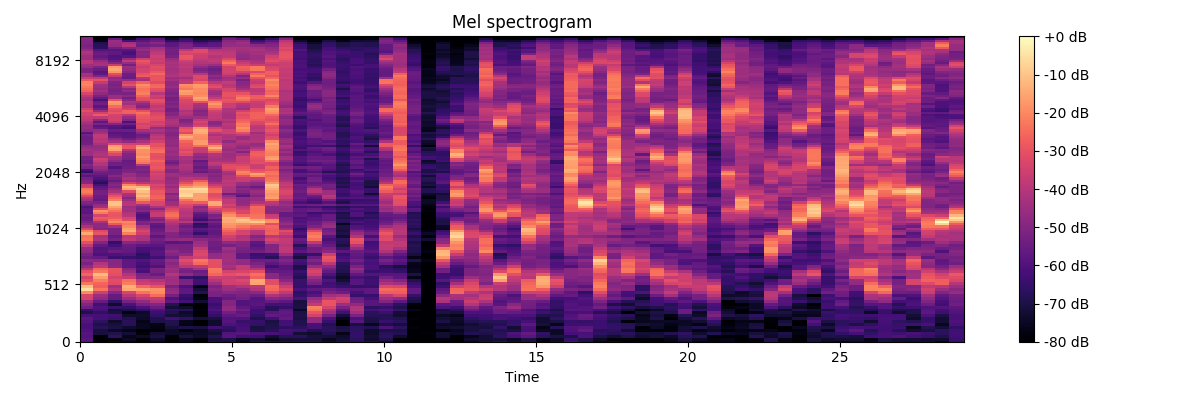 Mel spectrogram
8192
4096
2048
1024
512
0
Hz
0 5 10 15 20 25
Time
+0 dB
-10 dB
-20 dB
-30 dB
-40 dB
-50 dB
-60 dB
-70 dB
-80 dB